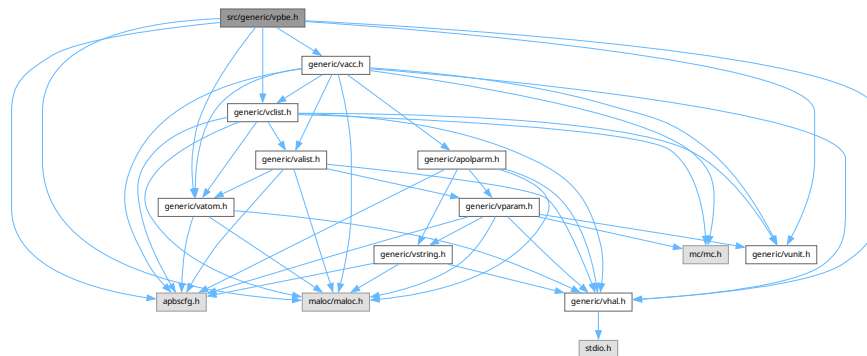 src/generic/vpbe.h
generic/vacc.h
generic/vclist.h
generic/valist.h
generic/apolparm.h
generic/vatom.h
generic/vparam.h
generic/vstring.h
mc/mc.h
generic/vunit.h
apbscfg.h
maloc/maloc.h
generic/vhal.h
stdio.h